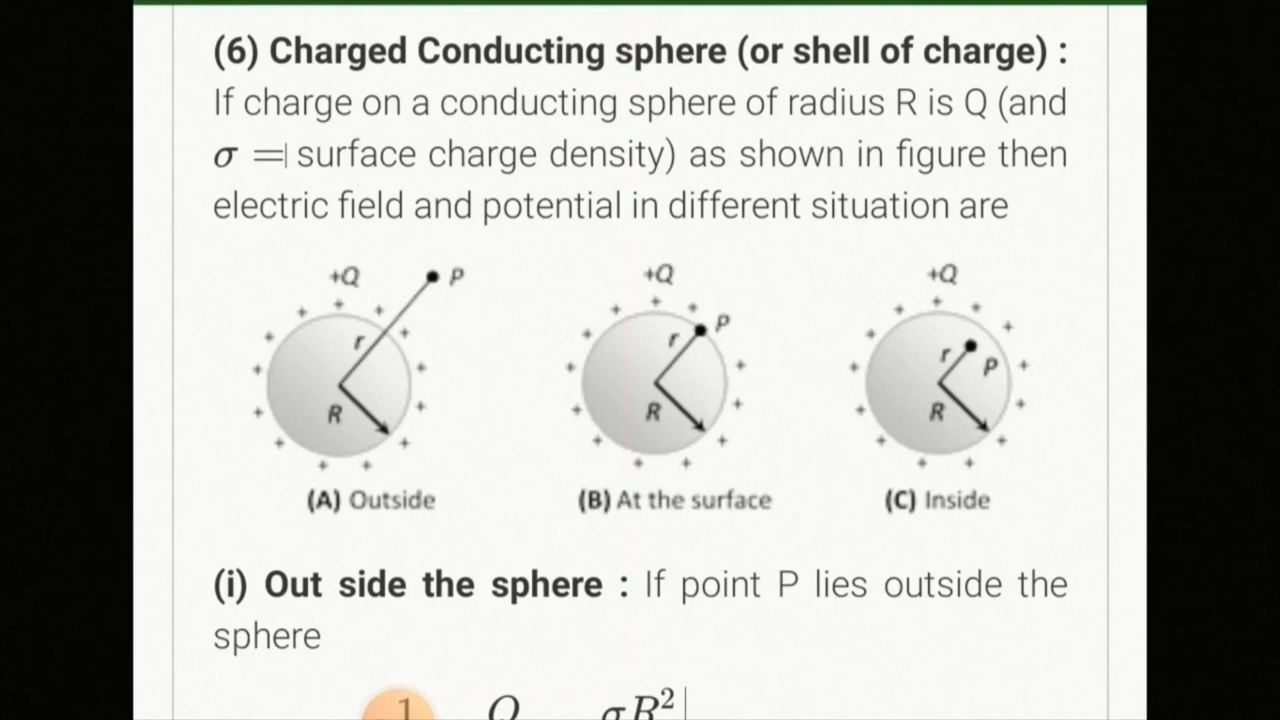 (6) Charged Conducting sphere (or shell of charge) :
If charge on a conducting sphere of radius R is Q (and
σ =| surface charge density) as shown in figure then
electric field and potential in different situation are
+Q P
r
R
(A) Outside
+Q
P
r
R
(B) At the surface
+Q
r
P
R
(C) Inside
(i) Out side the sphere : If point P lies outside the
sphere
1 Q σR²|